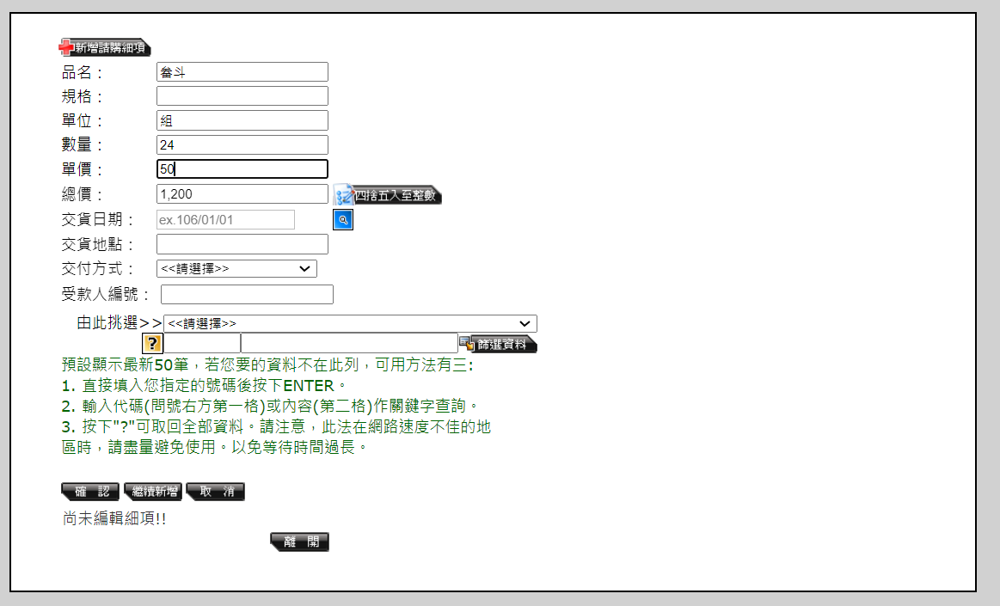 新增請購細項
品名： 畚斗
規格：
單位： 組
數量： 24
單價： 50
總價： 1,200 四捨五入至整數
交貨日期： ex.106/01/01
交貨地點：
交付方式： <<請選擇>>
受款人編號：
由此挑選>> <<請選擇>>
? 篩選資料
預設顯示最新50筆，若您要的資料不在此列，可用方法有三:
1. 直接填入您指定的號碼後按下ENTER。
2. 輸入代碼(問號右方第一格)或內容(第二格)作關鍵字查詢。
3. 按下"?"可取回全部資料。請注意，此法在網路速度不佳的地
區時，請盡量避免使用。以免等待時間過長。
確 認 繼續新增 取 消
尚未編輯細項!!
離 開